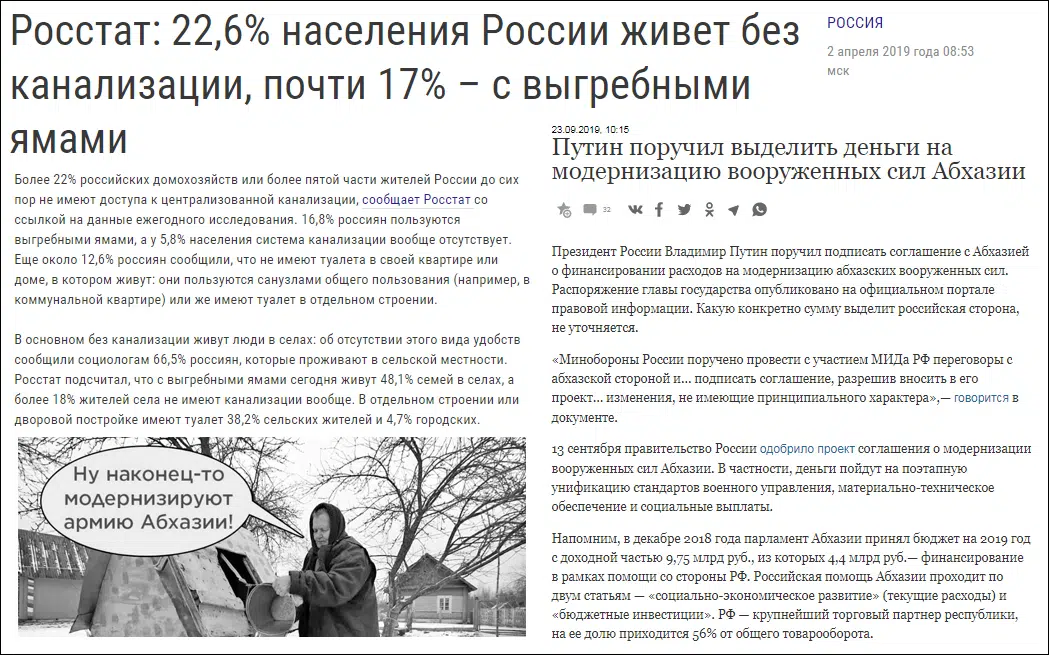 Росстат: 22,6% населения России живет без
канализации, почти 17% – с выгребными
ямами
РОССИЯ
2 апреля 2019 года 08:53
мск
Более 22% российских домохозяйств или более пятой части жителей России до сих
пор не имеют доступа к централизованной канализации, сообщает Росстат со
ссылкой на данные ежегодного исследования. 16,8% россиян пользуются
выгребными ямами, а у 5,8% населения система канализации вообще отсутствует.
Еще около 12,6% россиян сообщили, что не имеют туалета в своей квартире или
доме, в котором живут: они пользуются санузлами общего пользования (например, в
коммунальной квартире) или же имеют туалет в отдельном строении.
В основном без канализации живут люди в селах: об отсутствии этого вида удобств
сообщили социологам 66,5% россиян, которые проживают в сельской местности.
Росстат подсчитал, что с выгребными ямами сегодня живут 48,1% семей в селах, а
более 18% жителей села не имеют канализации вообще. В отдельном строении или
дворовой постройке имеют туалет 38,2% сельских жителей и 4,7% городских.
Ну наконец-то
модернизируют
армию Абхазии!
23.09.2019, 10:15
Путин поручил выделить деньги на
модернизацию вооруженных сил Абхазии
32
Президент России Владимир Путин поручил подписать соглашение с Абхазией
о финансировании расходов на модернизацию абхазских вооруженных сил.
Распоряжение главы государства опубликовано на официальном портале
правовой информации. Какую конкретно сумму выделит российская сторона,
не уточняется.
«Минобороны России поручено провести с участием МИДа РФ переговоры с
абхазской стороной и... подписать соглашение, разрешив вносить в его
проект... изменения, не имеющие принципиального характера»,— говорится в
документе.
13 сентября правительство России одобрило проект соглашения о модернизации
вооруженных сил Абхазии. В частности, деньги пойдут на поэтапную
унификацию стандартов военного управления, материально-техническое
обеспечение и социальные выплаты.
Напомним, в декабре 2018 года парламент Абхазии принял бюджет на 2019 год
с доходной частью 9,75 млрд руб., из которых 4,4 млрд руб.— финансирование
в рамках помощи со стороны РФ. Российская помощь Абхазии проходит по
двум статьям — «социально-экономическое развитие» (текущие расходы) и
«бюджетные инвестиции». РФ — крупнейший торговый партнер республики,
на ее долю приходится 56% от общего товарооборота.